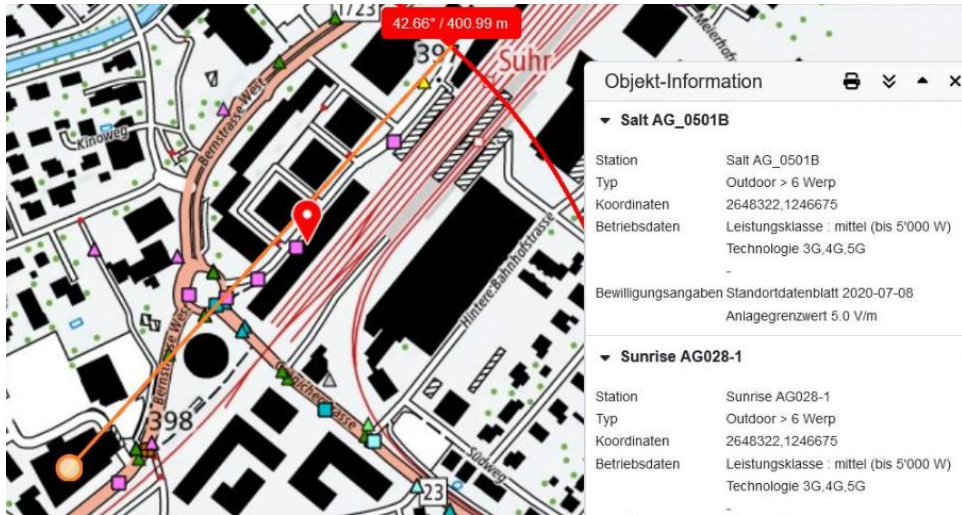 1723
42.66° / 400.99 m
397
Suhr
Meierhof
Kinoweg
Bernstrasse West
Hintere Bahnhofstrasse
Bernstrasse West
398
Südweg
23
Objekt-Information
Salt AG_0501B
Station Salt AG_0501B
Typ Outdoor > 6 Werp
Koordinaten 2648322,1246675
Betriebsdaten Leistungsklasse : mittel (bis 5'000 W)
Technologie 3G,4G,5G
-
Bewilligungsangaben Standortdatenblatt 2020-07-08
Anlagegrenzwert 5.0 V/m
Sunrise AG028-1
Station Sunrise AG028-1
Typ Outdoor > 6 Werp
Koordinaten 2648322,1246675
Betriebsdaten Leistungsklasse : mittel (bis 5'000 W)
Technologie 3G,4G,5G
-